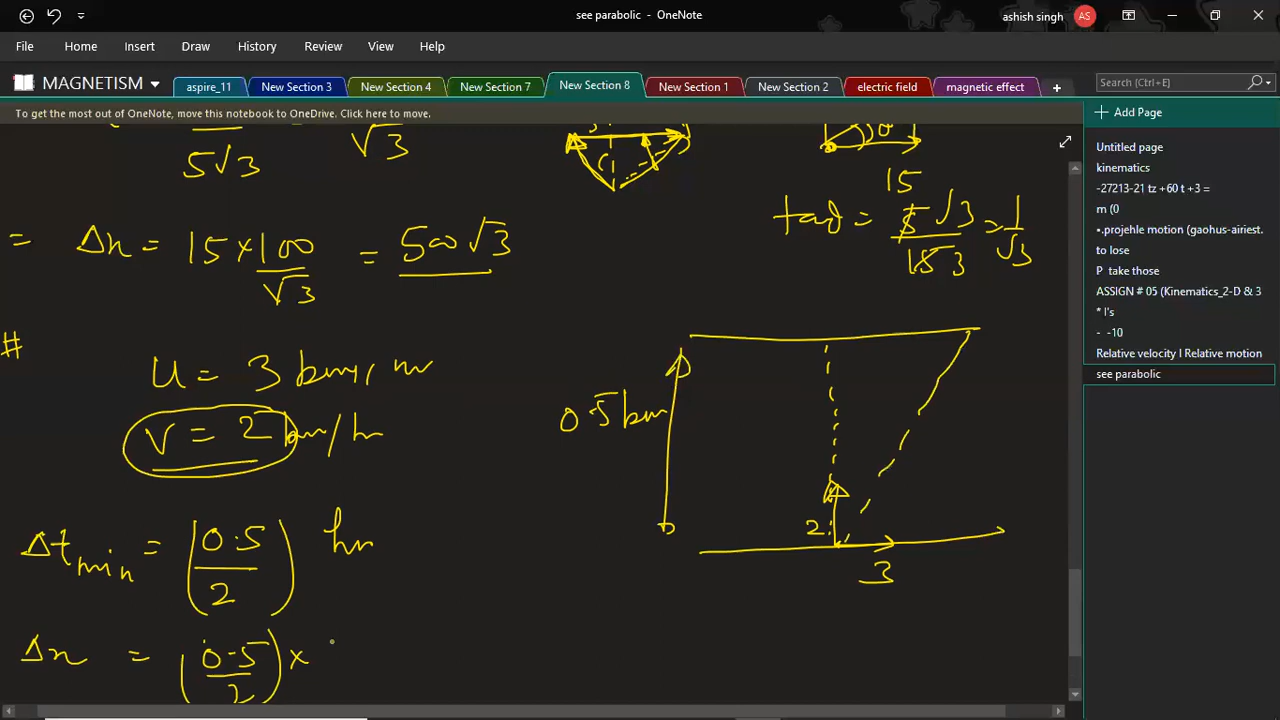 see parabolic - OneNote
ashish singh
AS
File Home Insert Draw History Review View Help
MAGNETISM
aspire_11 New Section 3 New Section 4 New Section 7 New Section 8 New Section 1 New Section 2 electric field magnetic effect +
Search (Ctrl+E)
To get the most out of OneNote, move this notebook to OneDrive. Click here to move.
Add Page
Untitled page
kinematics
-27213-21 tz +60 t +3 =
m (0
•.projehle motion (gaohus-airiest.
to lose
P take those
ASSIGN # 05 (Kinematics_2-D & 3
* I's
- -10
Relative velocity I Relative motion
see parabolic
5√3
√3
θ
15
tanθ = 5√3 / 15 3 = 1/√3
= Δx = 15 × 100/√3 = 500√3
#
u = 3 km/hr
v = 2 km/hr
0.5 km
2
3
Δt min = (0.5/2) hr
Δx = (0.5/2) ×